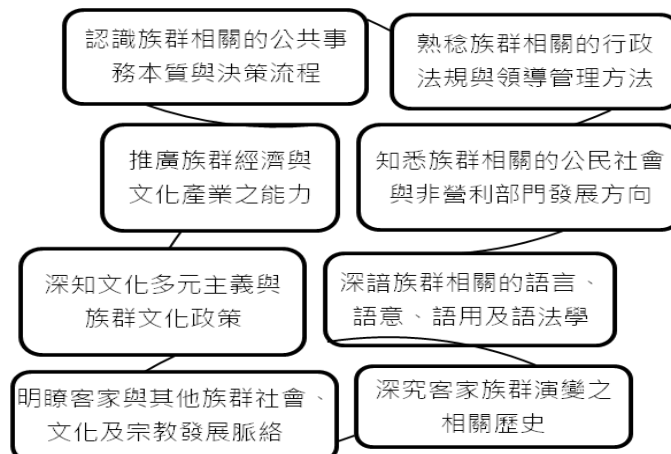 認識族群相關的公共事
務本質與決策流程
熟稔族群相關的行政
法規與領導管理方法
推廣族群經濟與
文化產業之能力
知悉族群相關的公民社會
與非營利部門發展方向
深知文化多元主義與
族群文化政策
深諳族群相關的語言、
語意、語用及語法學
明瞭客家與其他族群社會、
文化及宗教發展脈絡
深究客家族群演變之
相關歷史